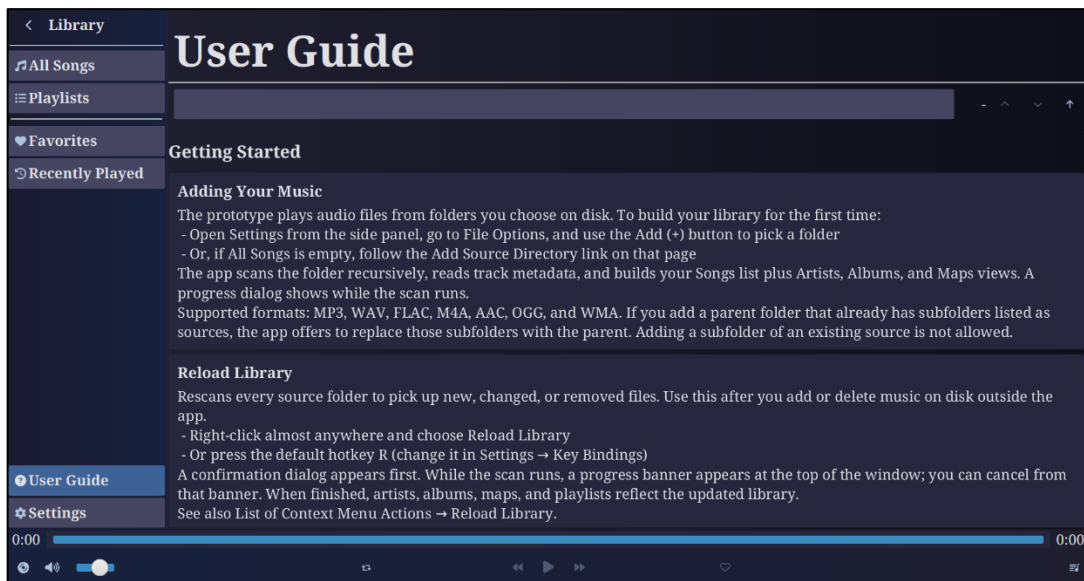 Library
All Songs
Playlists
Favorites
Recently Played
User Guide
Settings
User Guide
-
Getting Started
Adding Your Music
The prototype plays audio files from folders you choose on disk. To build your library for the first time:
- Open Settings from the side panel, go to File Options, and use the Add (+) button to pick a folder
- Or, if All Songs is empty, follow the Add Source Directory link on that page
The app scans the folder recursively, reads track metadata, and builds your Songs list plus Artists, Albums, and Maps views. A
progress dialog shows while the scan runs.
Supported formats: MP3, WAV, FLAC, M4A, AAC, OGG, and WMA. If you add a parent folder that already has subfolders listed as
sources, the app offers to replace those subfolders with the parent. Adding a subfolder of an existing source is not allowed.
Reload Library
Rescans every source folder to pick up new, changed, or removed files. Use this after you add or delete music on disk outside the
app.
- Right-click almost anywhere and choose Reload Library
- Or press the default hotkey R (change it in Settings → Key Bindings)
A confirmation dialog appears first. While the scan runs, a progress banner appears at the top of the window; you can cancel from
that banner. When finished, artists, albums, maps, and playlists reflect the updated library.
See also List of Context Menu Actions → Reload Library.
0:00
0:00